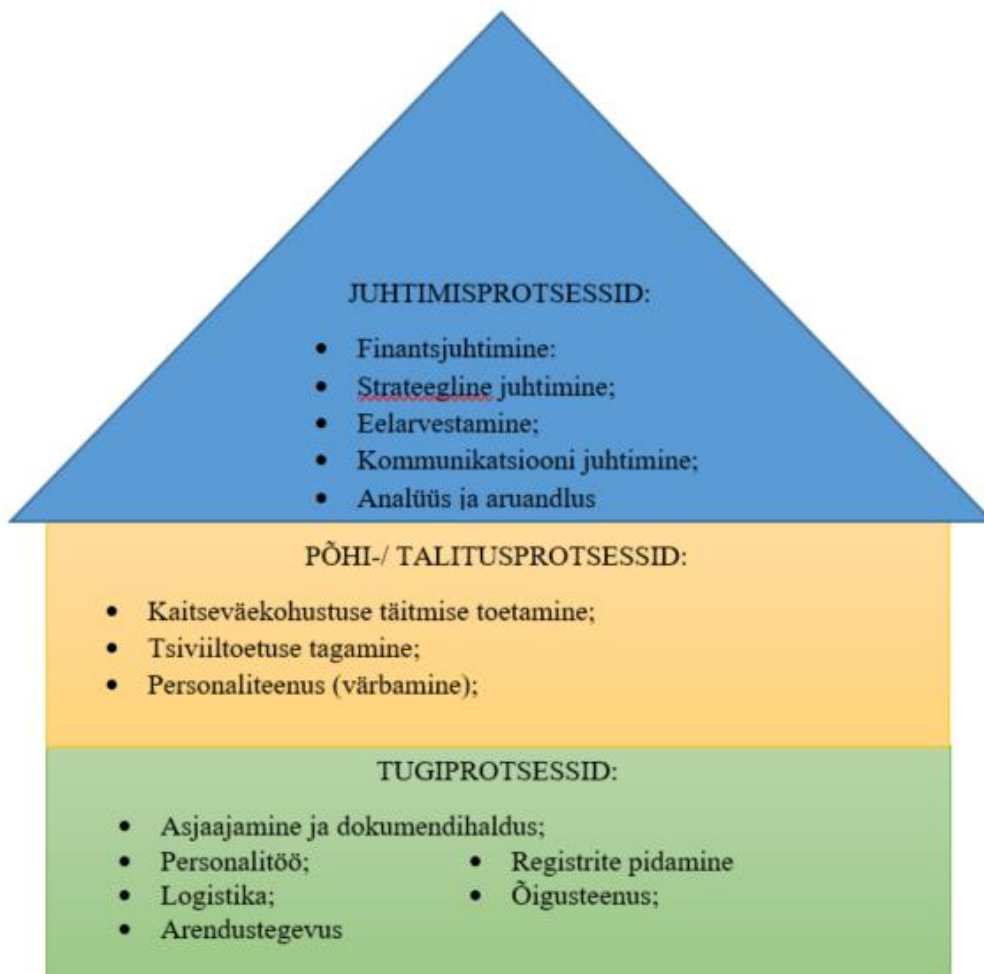 JUHTIMISPROTSESSID:
• Finantsjuhtimine:
• Strateegline juhtimine;
• Eelarvestamine;
• Kommunikatsiooni juhtimine;
• Analüüs ja aruandlus
PÕHI-/ TALITUSPROTSESSID:
• Kaitseväekohustuse täitmise toetamine;
• Tsiviiltoetuse tagamine;
• Personaliteenus (värbamine);
TUGIPROTSESSID:
• Asjaajamine ja dokumendihaldus;
• Personalitöö;
• Logistika;
• Arendustegevus
• Registrite pidamine
• Õigusteenus;